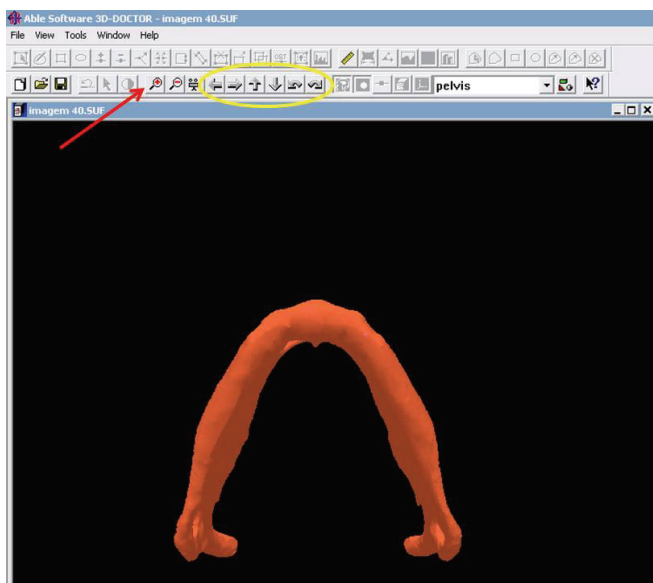 Able Software 3D-DOCTOR - imagem 40.SUF
File View Tools Window Help
pelvis
imagem 40.SUF